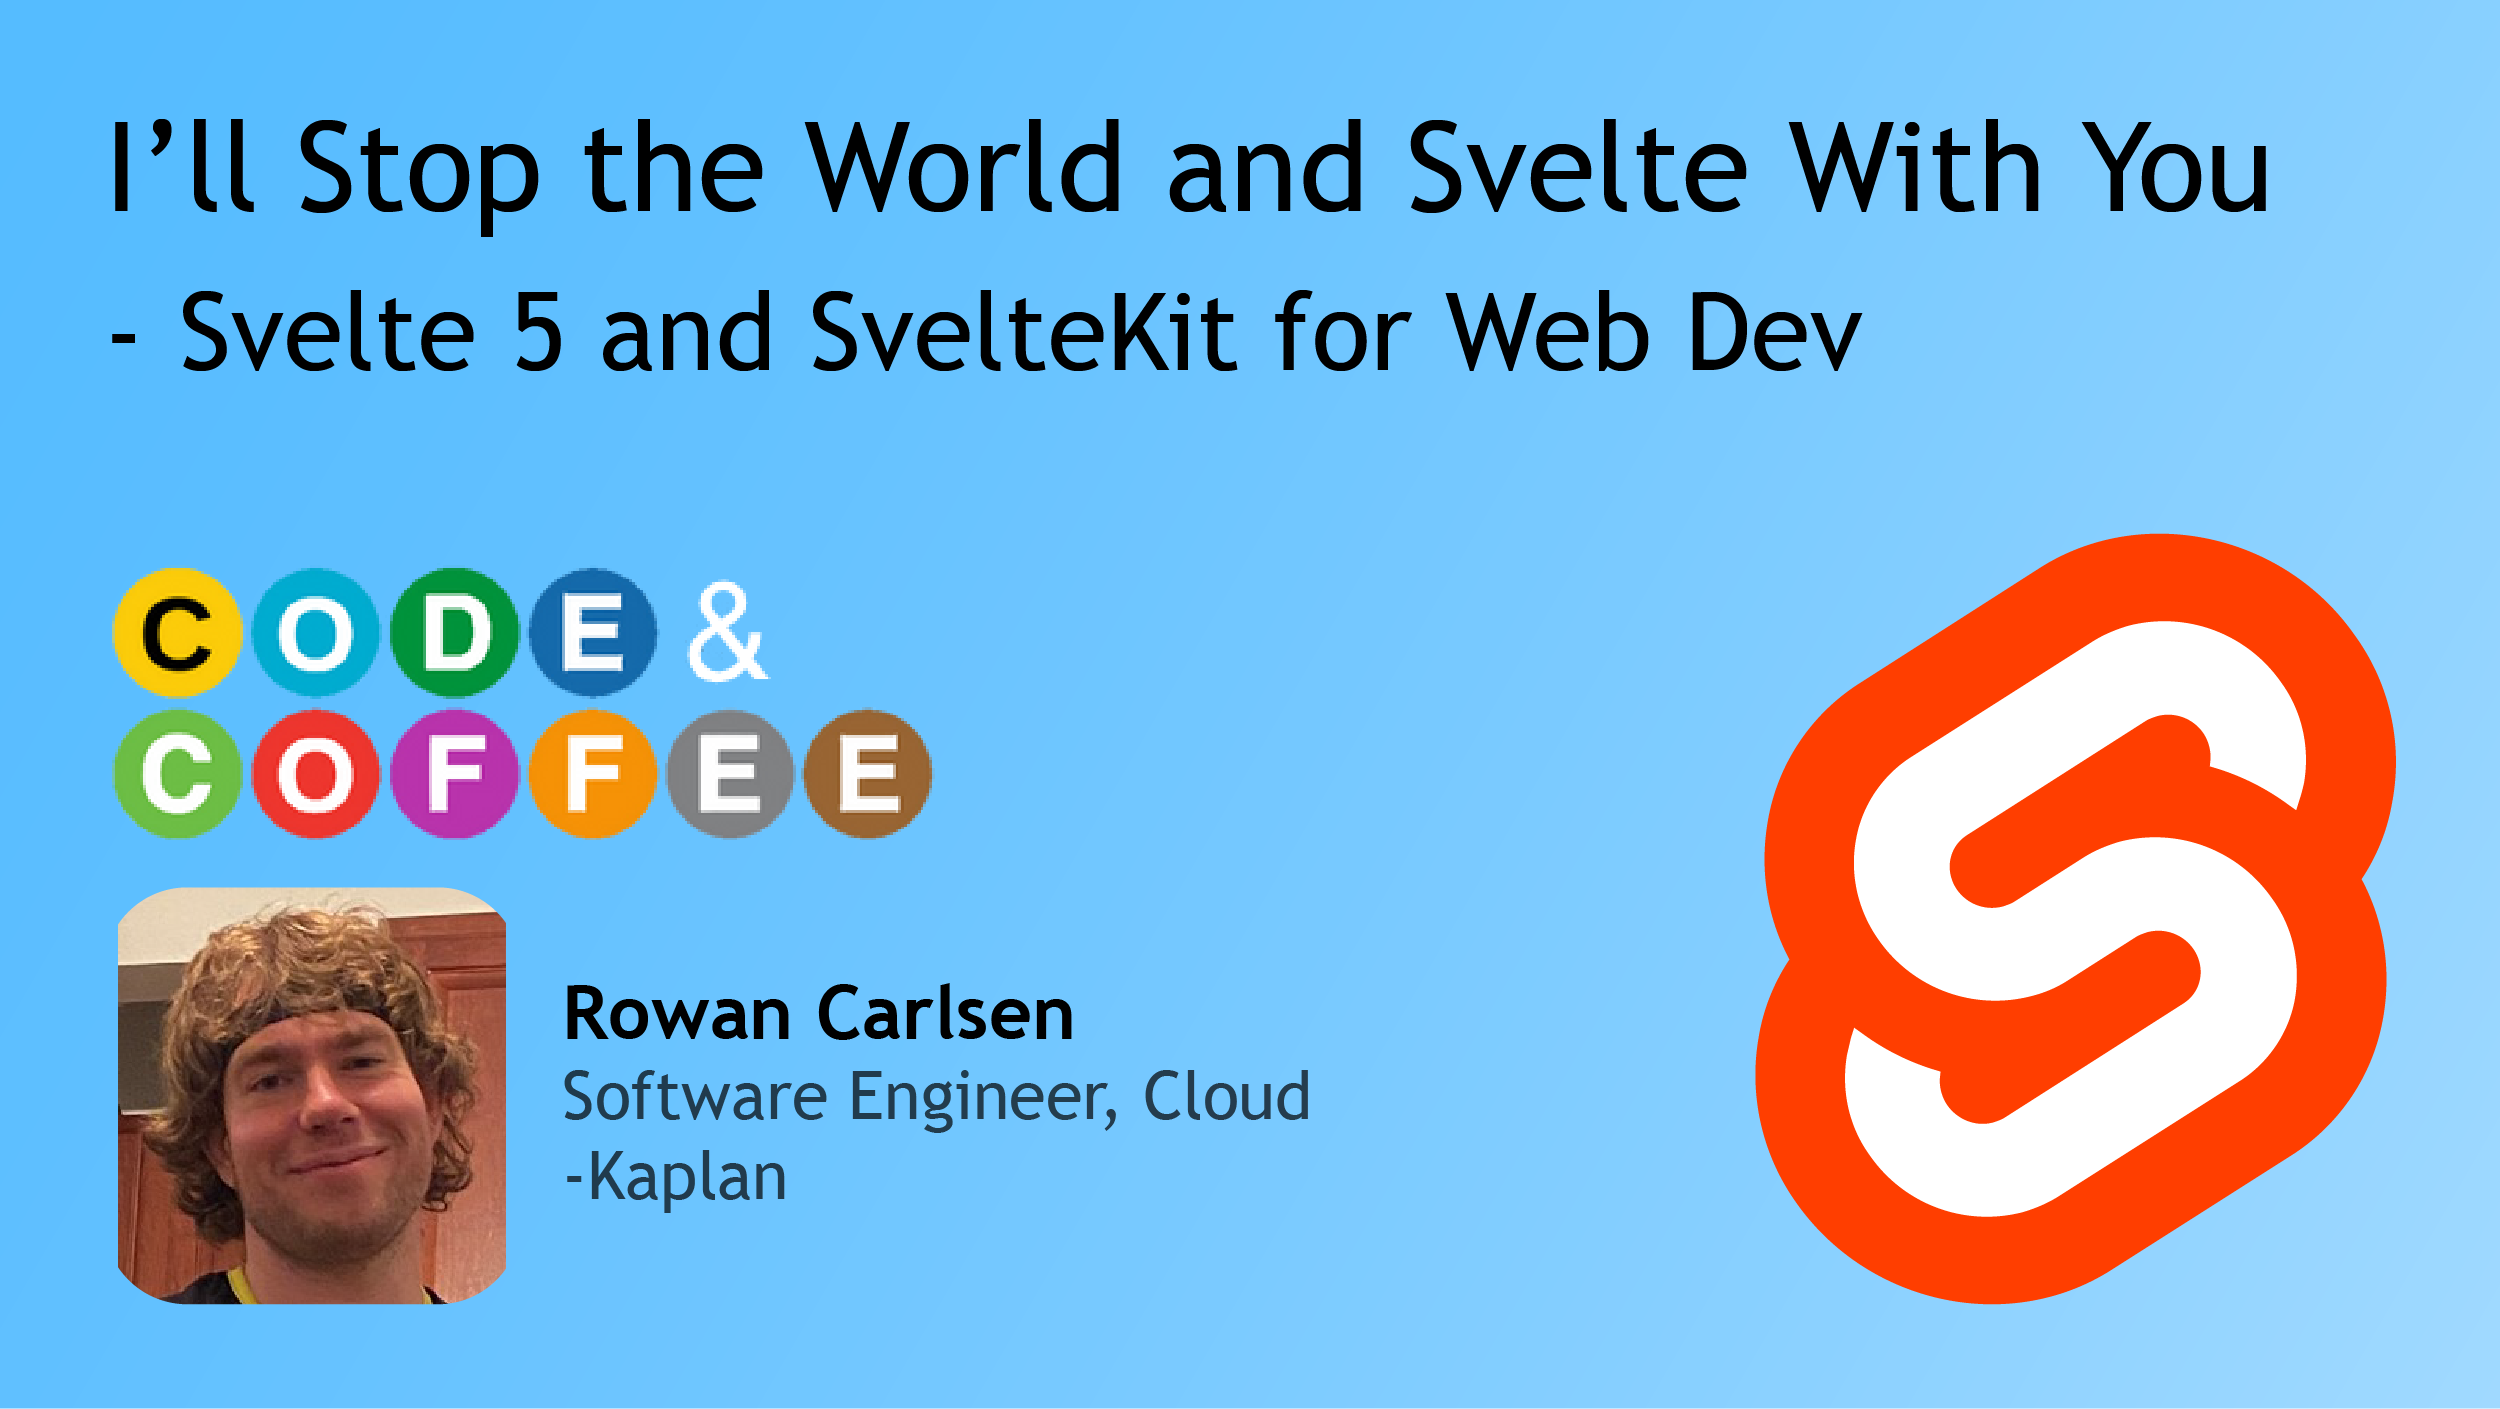 I’ll Stop the World and Svelte With You
- Svelte 5 and SvelteKit for Web Dev
CODE &
COFFEE
Rowan Carlsen
Software Engineer, Cloud
-Kaplan